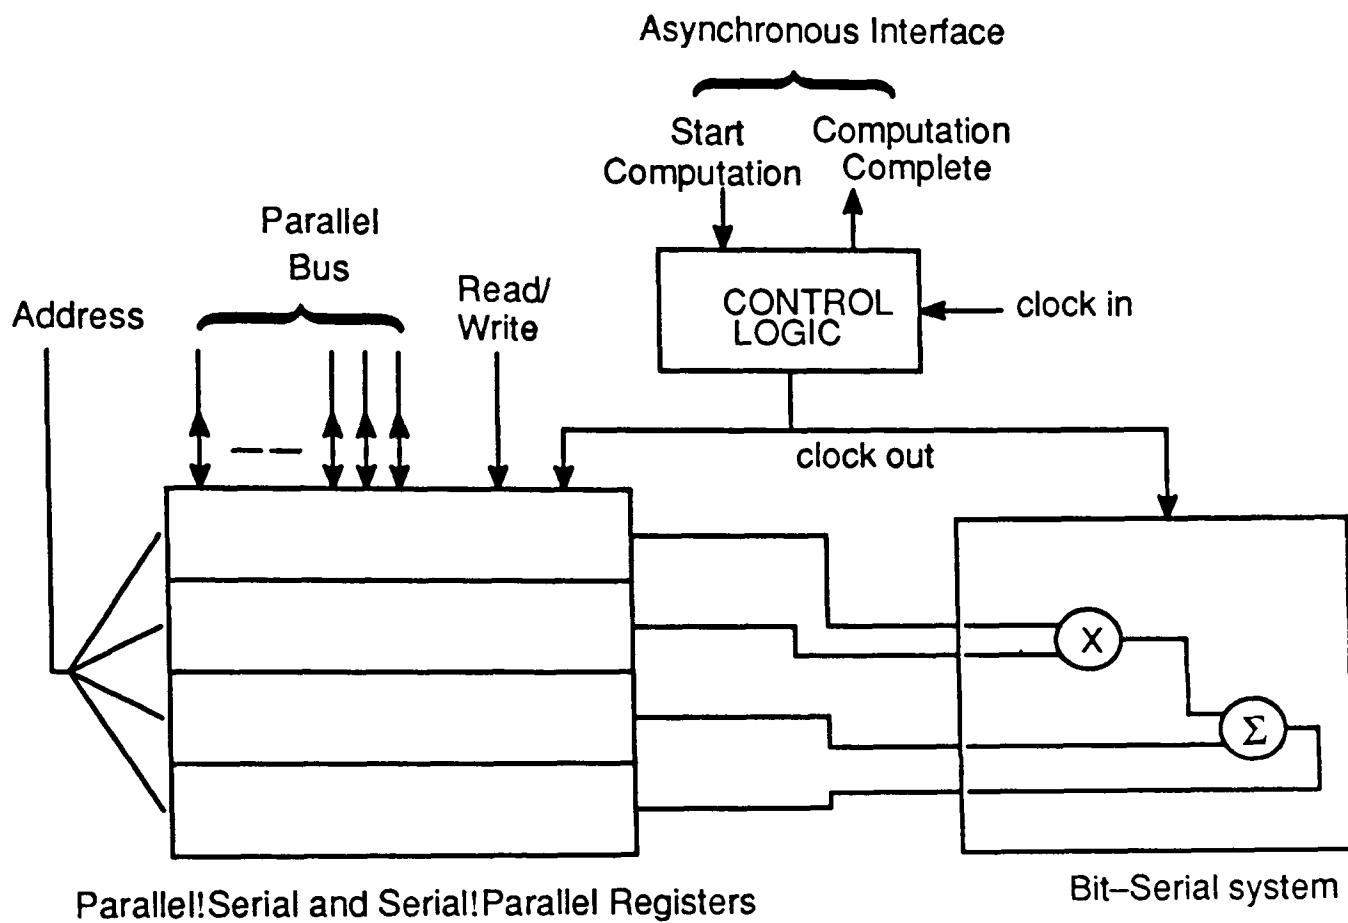 Asynchronous Interface
Start
Computation
Computation
Complete
Parallel
Bus
Address
Read/
Write
CONTROL
LOGIC
clock in
clock out
X
Σ
Parallel!Serial and Serial!Parallel Registers
Bit–Serial system